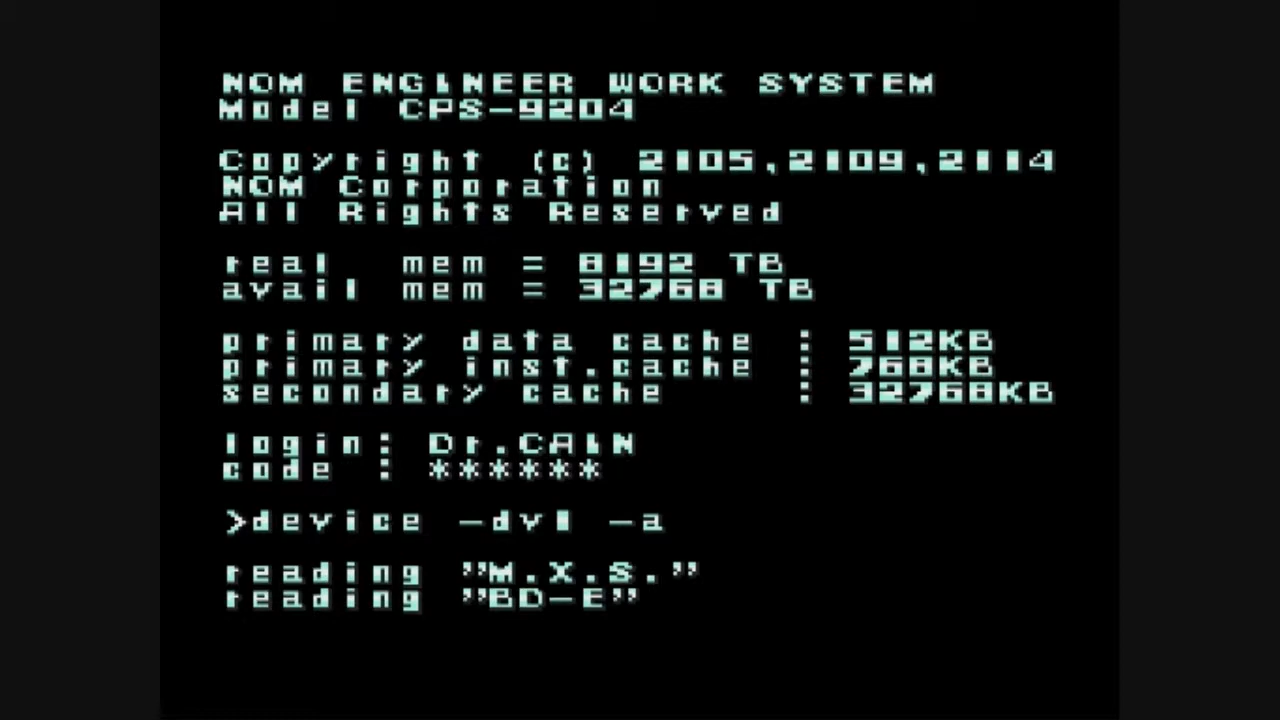 NOM ENGINEER WORK SYSTEM
Model CPS-9204
Copyright (c) 2105,2109,2114
NOM Corporation
All Rights Reserved
real mem = 8192 TB
avail mem = 32768 TB
primary data cache : 512KB
primary inst.cache : 768KB
secondary cache : 32768KB
login: Dr.CAIN
code : ******
>device -dvl -a
reading "M.X.S."
reading "BD-E"